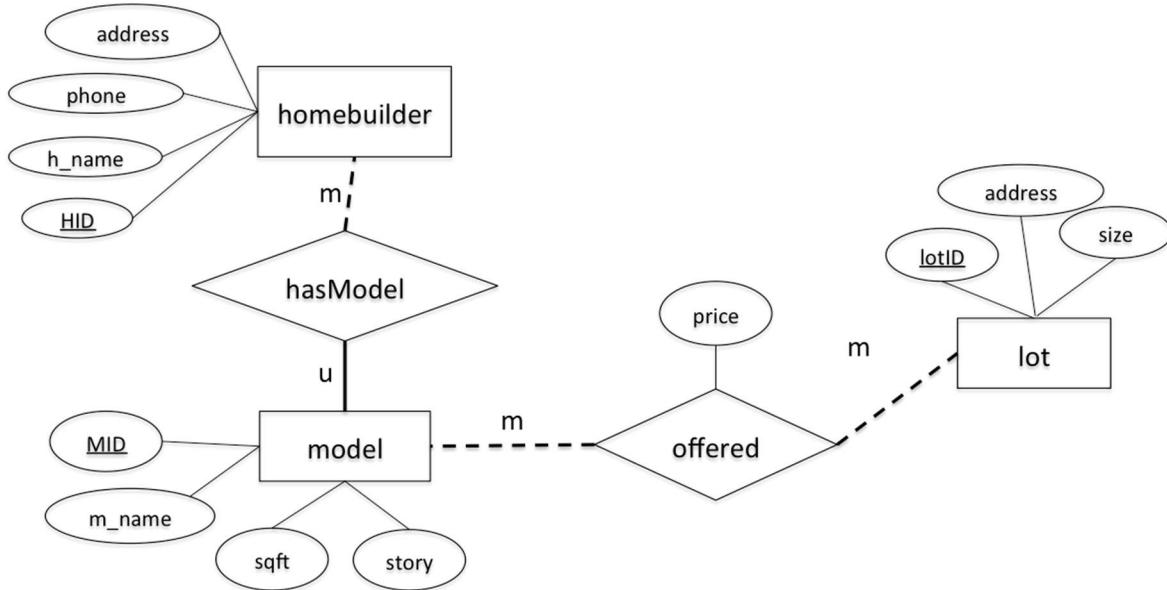 address
phone
homebuilder
h_name
HID
m
hasModel
u
MID
model
m_name
sqft
story
m
price
offered
m
address
lotID
size
lot